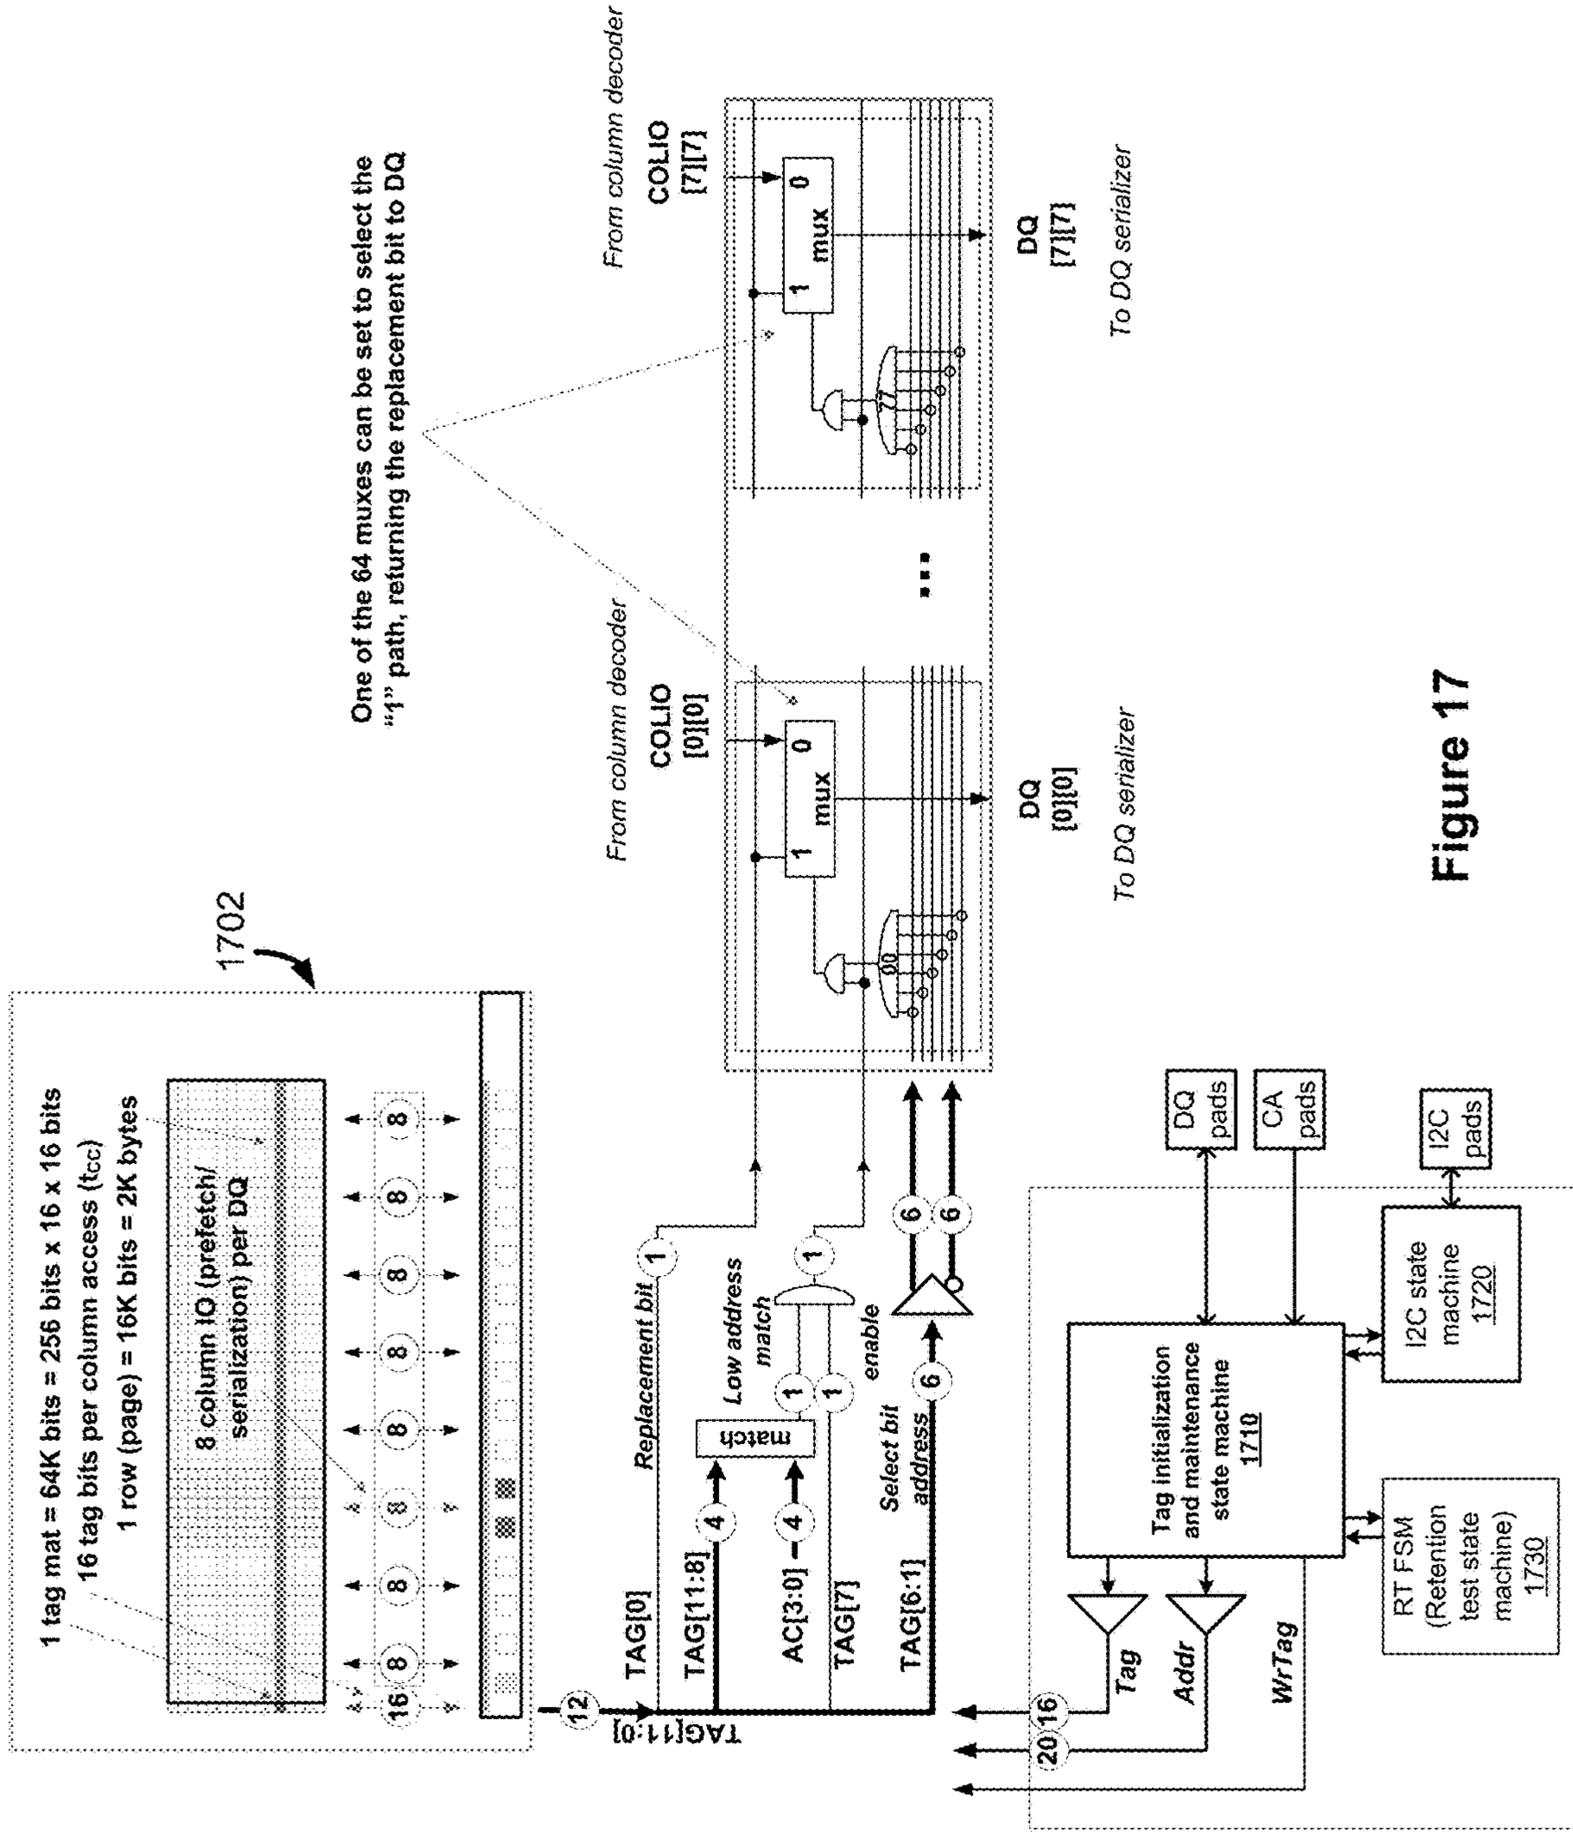 1702
1 tag mat = 64K bits = 256 bits x 16 x 16 bits
16 tag bits per column access (tcc)
1 row (page) = 16K bits = 2K bytes
8 column IO (prefetch/
serialization) per DQ
16
8
8
8
8
8
8
8
8
12
TAG[11:0]
TAG[0]
Replacement bit
1
TAG[11:8]
4
AC[3:0]
4
match
Low address
match
1
1
TAG[7]
enable
1
TAG[6:1]
Select bit
address
6
6
6
One of the 64 muxes can be set to select the
“1” path, returning the replacement bit to DQ
From column decoder
COLIO
[0][0]
1
0
mux
00
DQ
[0][0]
To DQ serializer
...
From column decoder
COLIO
[7][7]
1
0
mux
77
DQ
[7][7]
To DQ serializer
20
16
Tag
Addr
WrTag
Tag initialization
and maintenance
state machine
1710
DQ
pads
CA
pads
RT FSM
(Retention
test state
machine)
1730
I2C state
machine
1720
I2C
pads
Figure 17